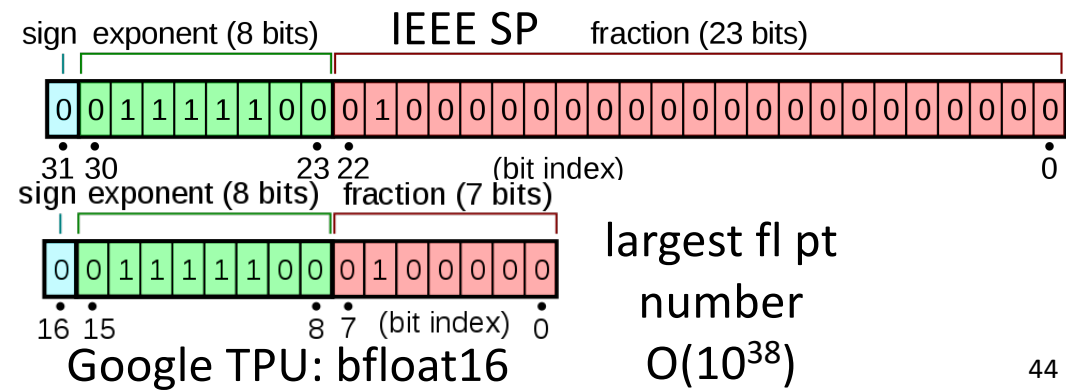 IEEE SP
sign exponent (8 bits) fraction (23 bits)
0 0 1 1 1 1 1 0 0 0 1 0 0 0 0 0 0 0 0 0 0 0 0 0 0 0 0 0 0 0 0 0
31 30 23 22 (bit index) 0
sign exponent (8 bits) fraction (7 bits)
0 0 1 1 1 1 1 0 0 0 1 0 0 0 0 0
16 15 8 7 (bit index) 0
Google TPU: bfloat16
largest fl pt
number
O(10³⁸)
44